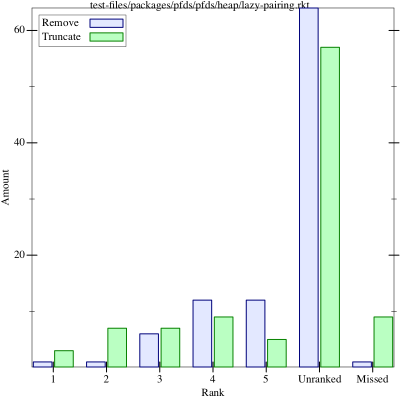 test-files/packages/pfds/pfds/heap/lazy-pairing.rkt
Remove
Truncate
60
40
20
Amount
1 2 3 4 5 Unranked Missed
Rank